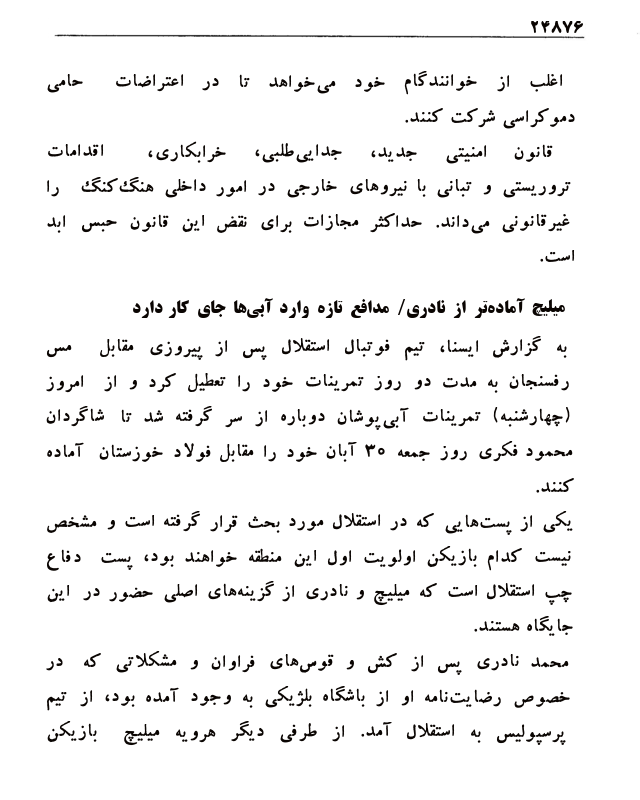 ۲۴۸۷۶
اغلب از خوانندگام خود می‌خواهد تا در اعتراضات حامی
دموکراسی شرکت کنند.
قانون امنیتی جدید، جدایی‌طلبی، خرابکاری، اقدامات
تروریستی و تبانی با نیروهای خارجی در امور داخلی هنگ‌کنگ را
غیرقانونی می‌داند. حداکثر مجازات برای نقض این قانون حبس ابد
است.
میلیچ آماده‌تر از نادری/ مدافع تازه وارد آبی‌ها جای کار دارد
به گزارش ایسنا، تیم فوتبال استقلال پس از پیروزی مقابل مس
رفسنجان به مدت دو روز تمرینات خود را تعطیل کرد و از امروز
(چهارشنبه) تمرینات آبی‌پوشان دوباره از سر گرفته شد تا شاگردان
محمود فکری روز جمعه ۳۰ آبان خود را مقابل فولاد خوزستان آماده
کنند.
یکی از پست‌هایی که در استقلال مورد بحث قرار گرفته است و مشخص
نیست کدام بازیکن اولویت اول این منطقه خواهند بود، پست دفاع
چپ استقلال است که میلیچ و نادری از گزینه‌های اصلی حضور در این
جایگاه هستند.
محمد نادری پس از کش و قوس‌های فراوان و مشکلاتی که در
خصوص رضایت‌نامه او از باشگاه بلژیکی به وجود آمده بود، از تیم
پرسپولیس به استقلال آمد. از طرفی دیگر هرویه میلیچ بازیکن